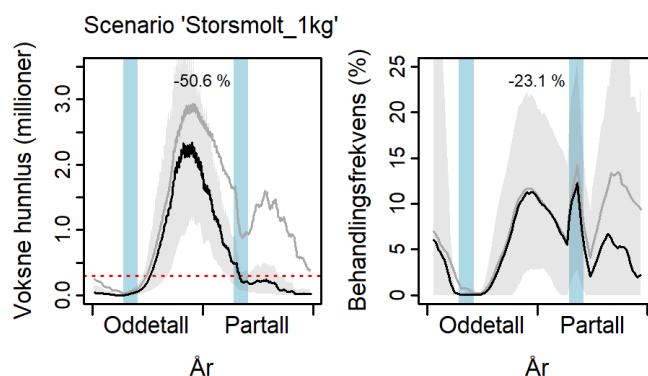 Scenario 'Storsmolt_1kg'
Voksne hunnlus (millioner)
0.0
1.0
2.0
3.0
-50.6 %
Oddetall Partall
År
Behandlingsfrekvens (%)
0
5
10
15
20
25
-23.1 %
Oddetall Partall
År